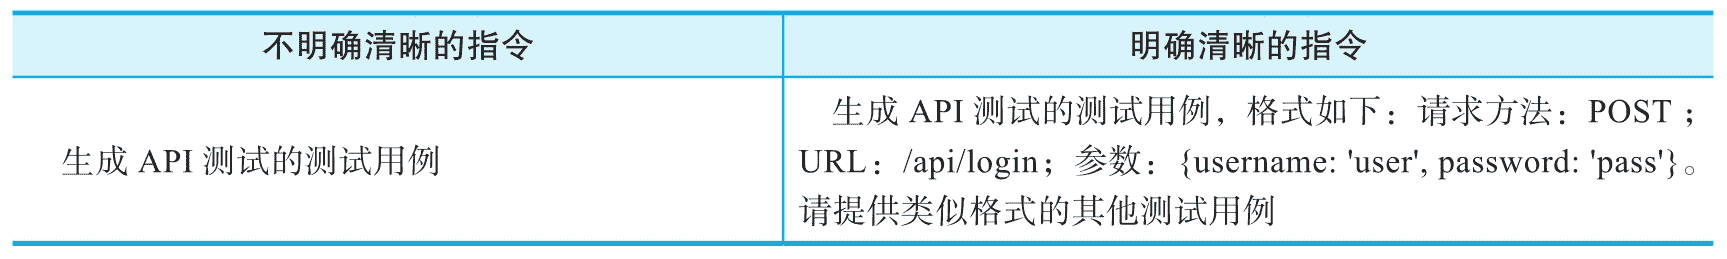 不明确清晰的指令
明确清晰的指令
生成 API 测试的测试用例
生成 API 测试的测试用例，格式如下：请求方法：POST；
URL：/api/login；参数：{username: 'user', password: 'pass'}。
请提供类似格式的其他测试用例